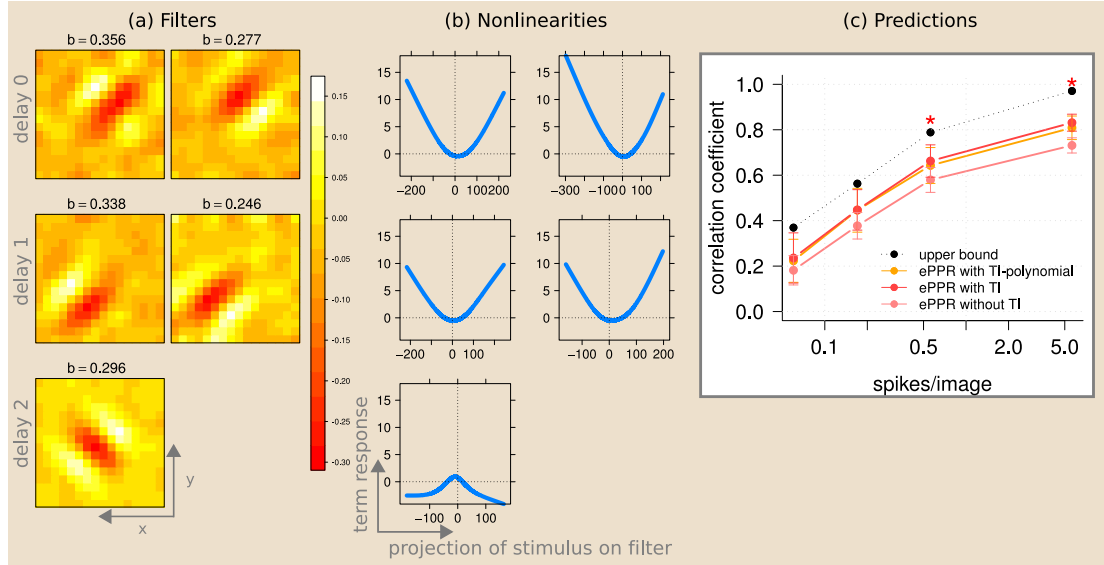 (a) Filters
(b) Nonlinearities
(c) Predictions
b = 0.356
b = 0.277
delay 0
b = 0.338
b = 0.246
delay 1
b = 0.296
delay 2
x
y
0.15
0.10
0.05
0.00
-0.05
-0.10
-0.15
-0.20
-0.25
-0.30
15
10
5
0
−200
0
100
200
15
10
5
0
−300
−100
0
100
15
10
5
0
−200
0
100
15
10
5
0
−100
0
100
200
15
10
5
0
−100
0
100
term response
projection of stimulus on filter
correlation coefficient
1.0
0.8
0.6
0.4
0.2
0.0
*
*
upper bound
ePPR with TI-polynomial
ePPR with TI
ePPR without TI
0.1
0.5
2.0
5.0
spikes/image